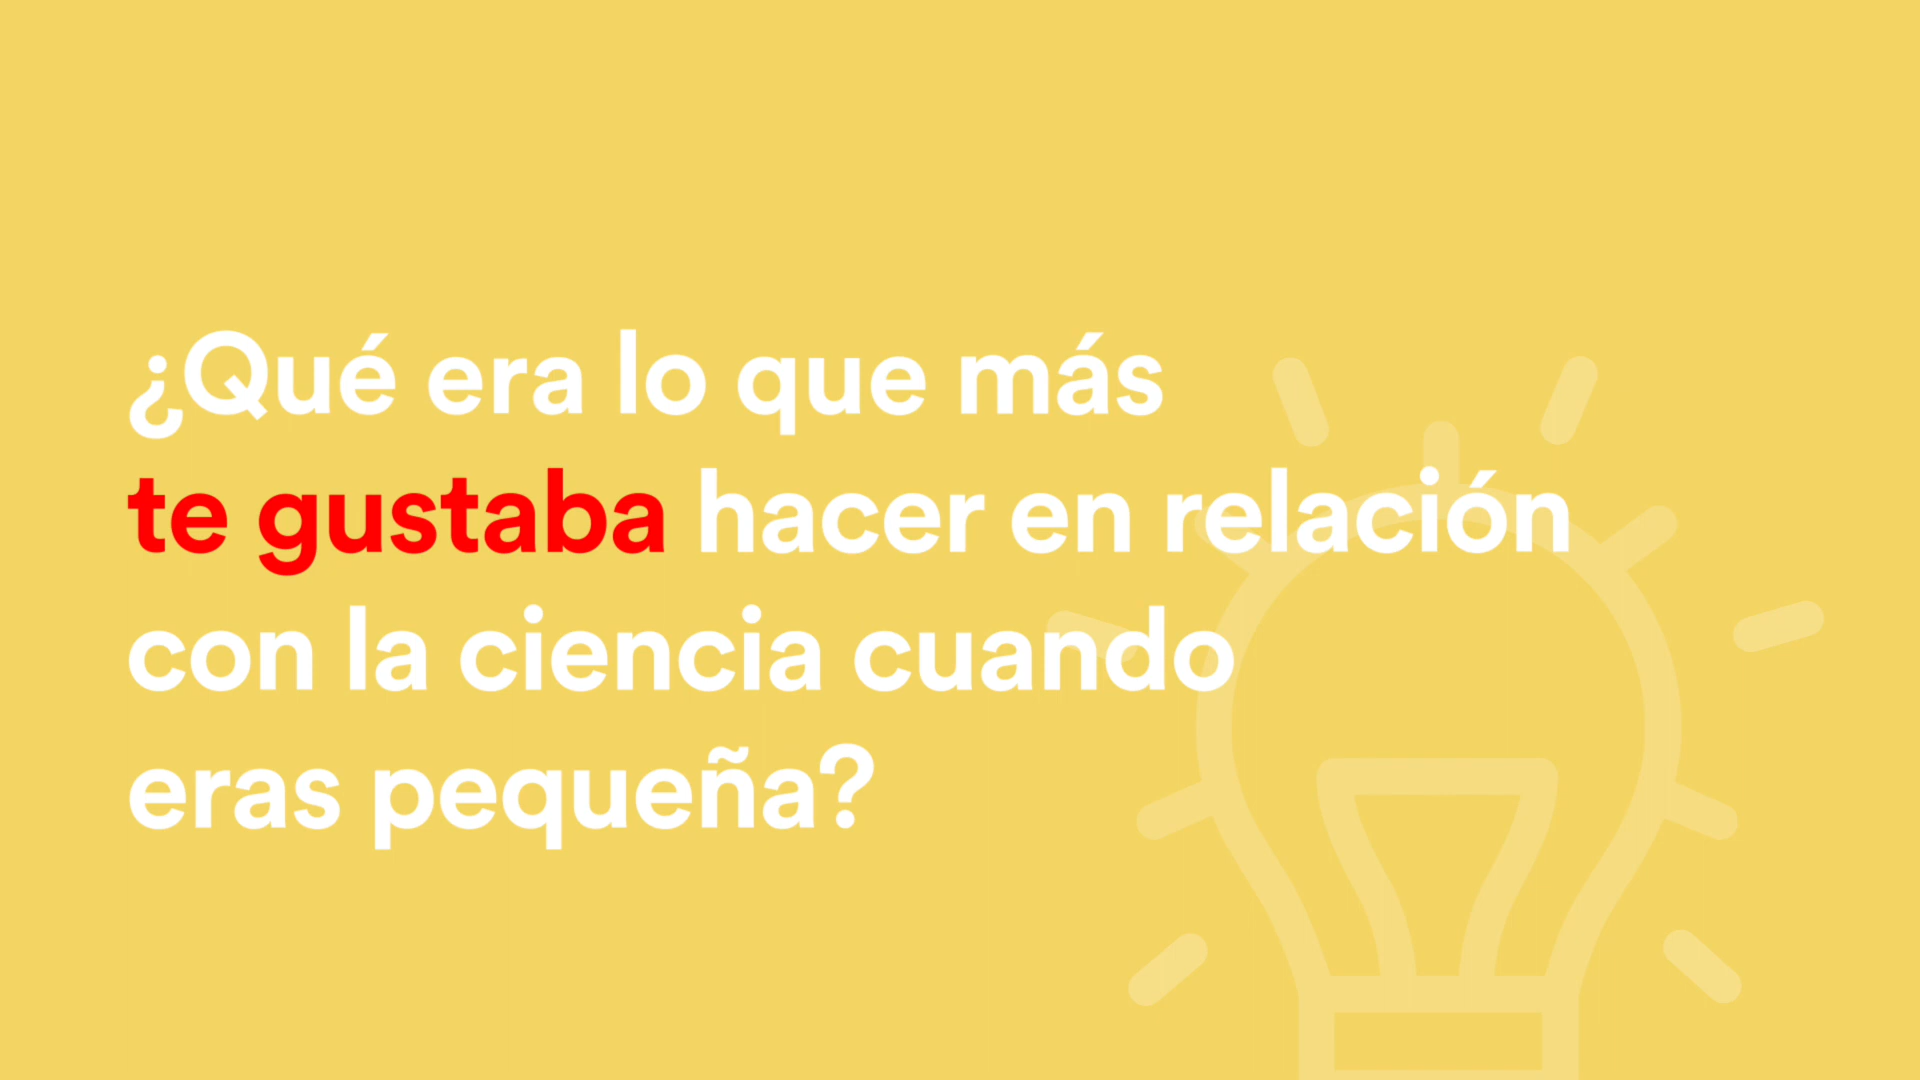 ¿Qué era lo que más
te gustaba hacer en relación
con la ciencia cuando
eras pequeña?